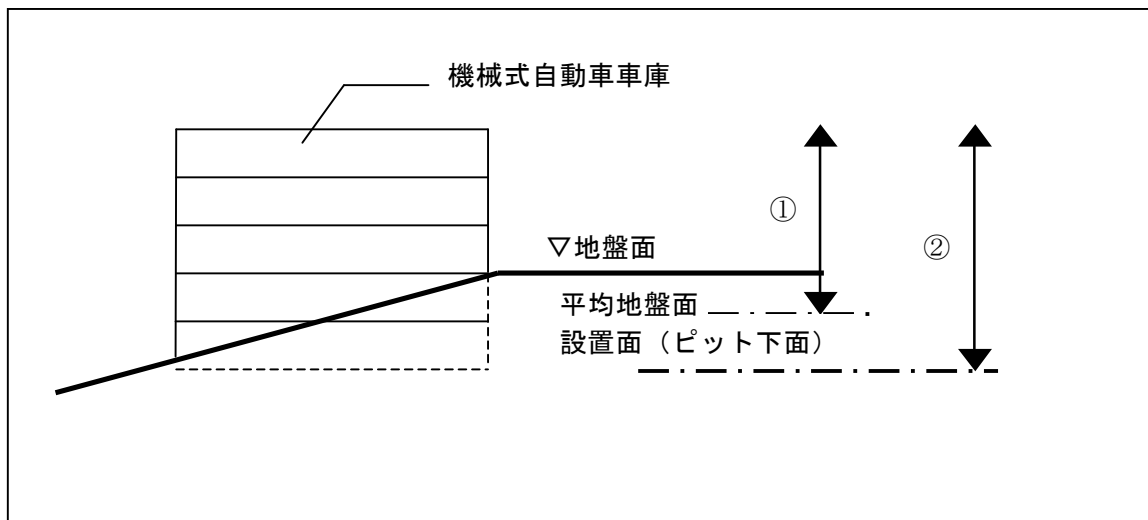 機械式自動車車庫
①
②
▽地盤面
平均地盤面
設置面（ピット下面）